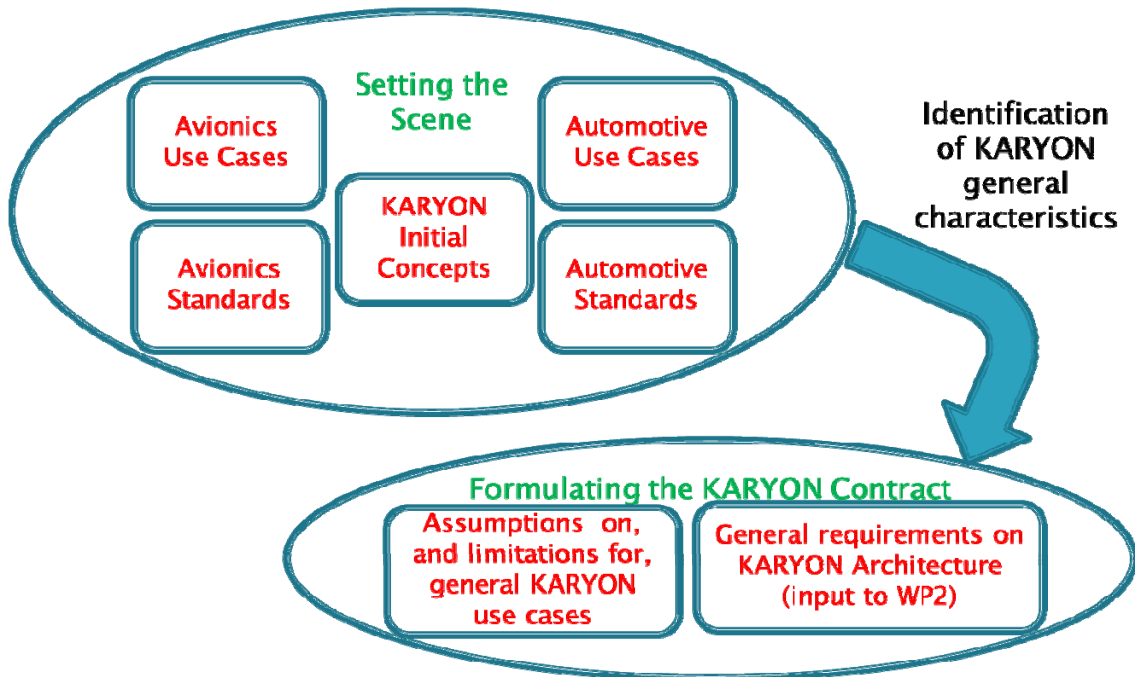 Setting the
Scene
Avionics
Use Cases
Automotive
Use Cases
KARYON
Initial
Concepts
Avionics
Standards
Automotive
Standards
Identification
of KARYON
general
characteristics
Formulating the KARYON Contract
Assumptions on,
and limitations for,
general KARYON
use cases
General requirements on
KARYON Architecture
(input to WP2)